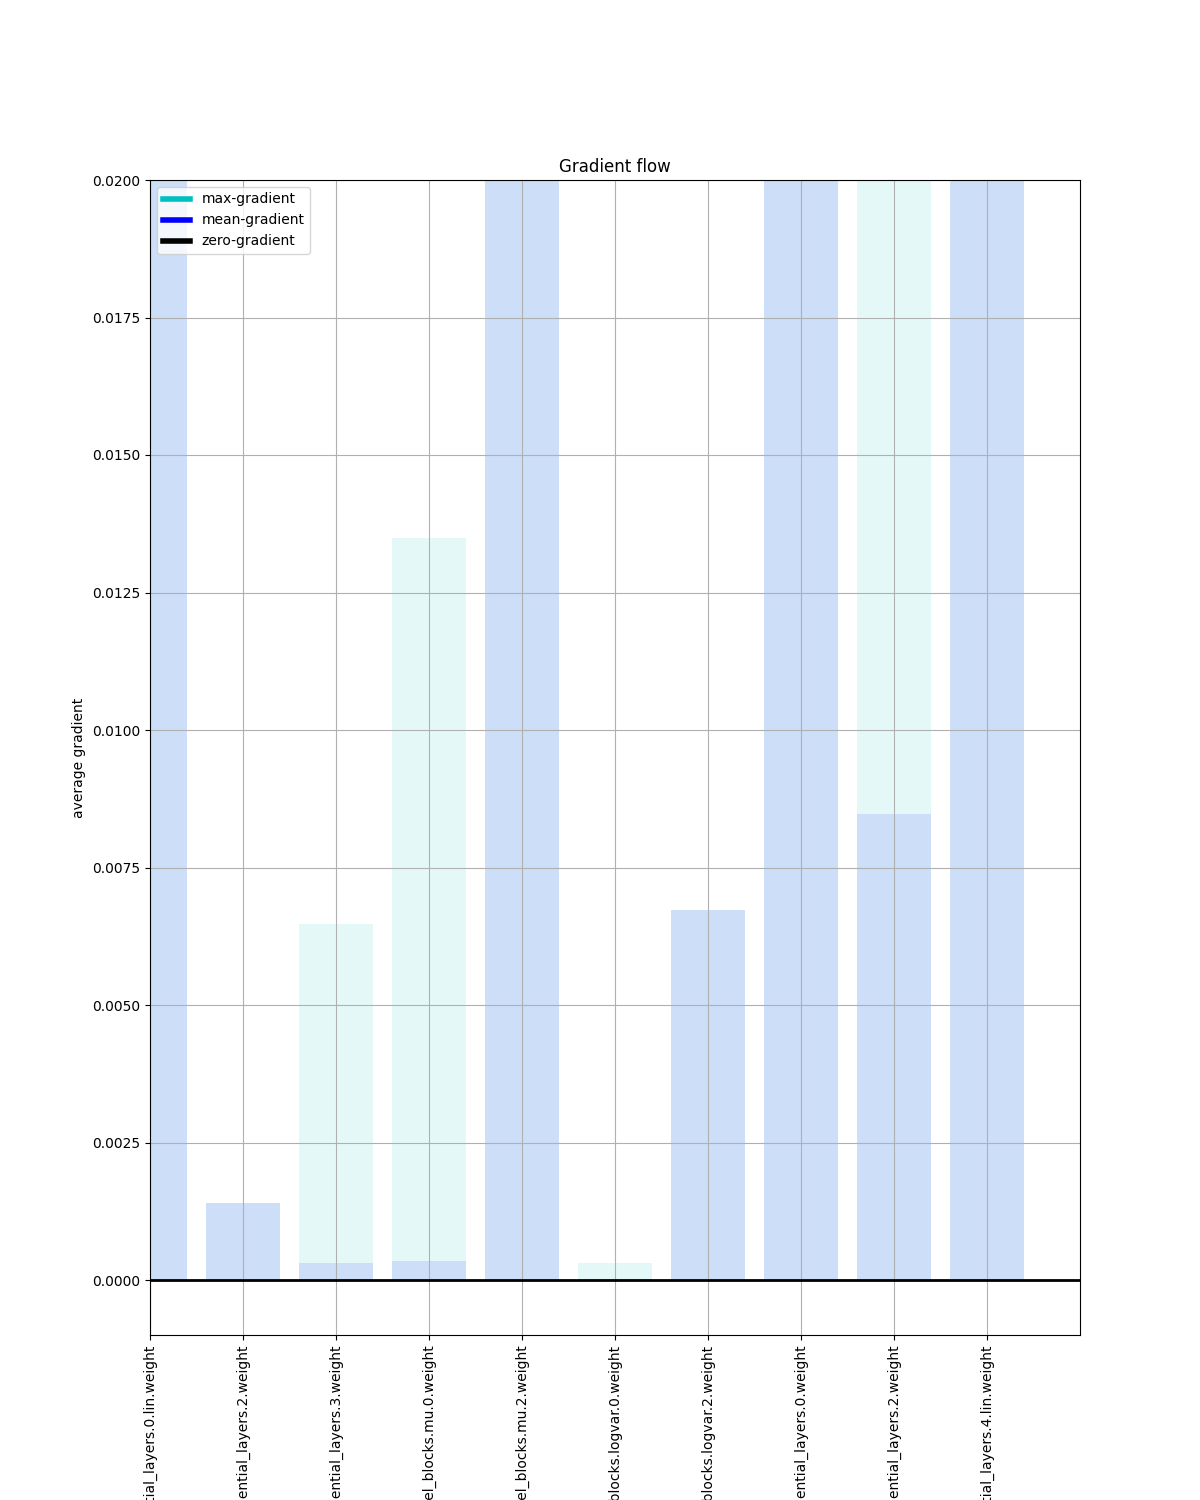 Gradient flow
max-gradient
mean-gradient
zero-gradient
0.0200
0.0175
0.0150
0.0125
0.0100
0.0075
0.0050
0.0025
0.0000
average gradient
tial_layers.0.lin.weight
ential_layers.2.weight
ential_layers.3.weight
el_blocks.mu.0.weight
el_blocks.mu.2.weight
blocks.logvar.0.weight
blocks.logvar.2.weight
ential_layers.0.weight
ential_layers.2.weight
tial_layers.4.lin.weight